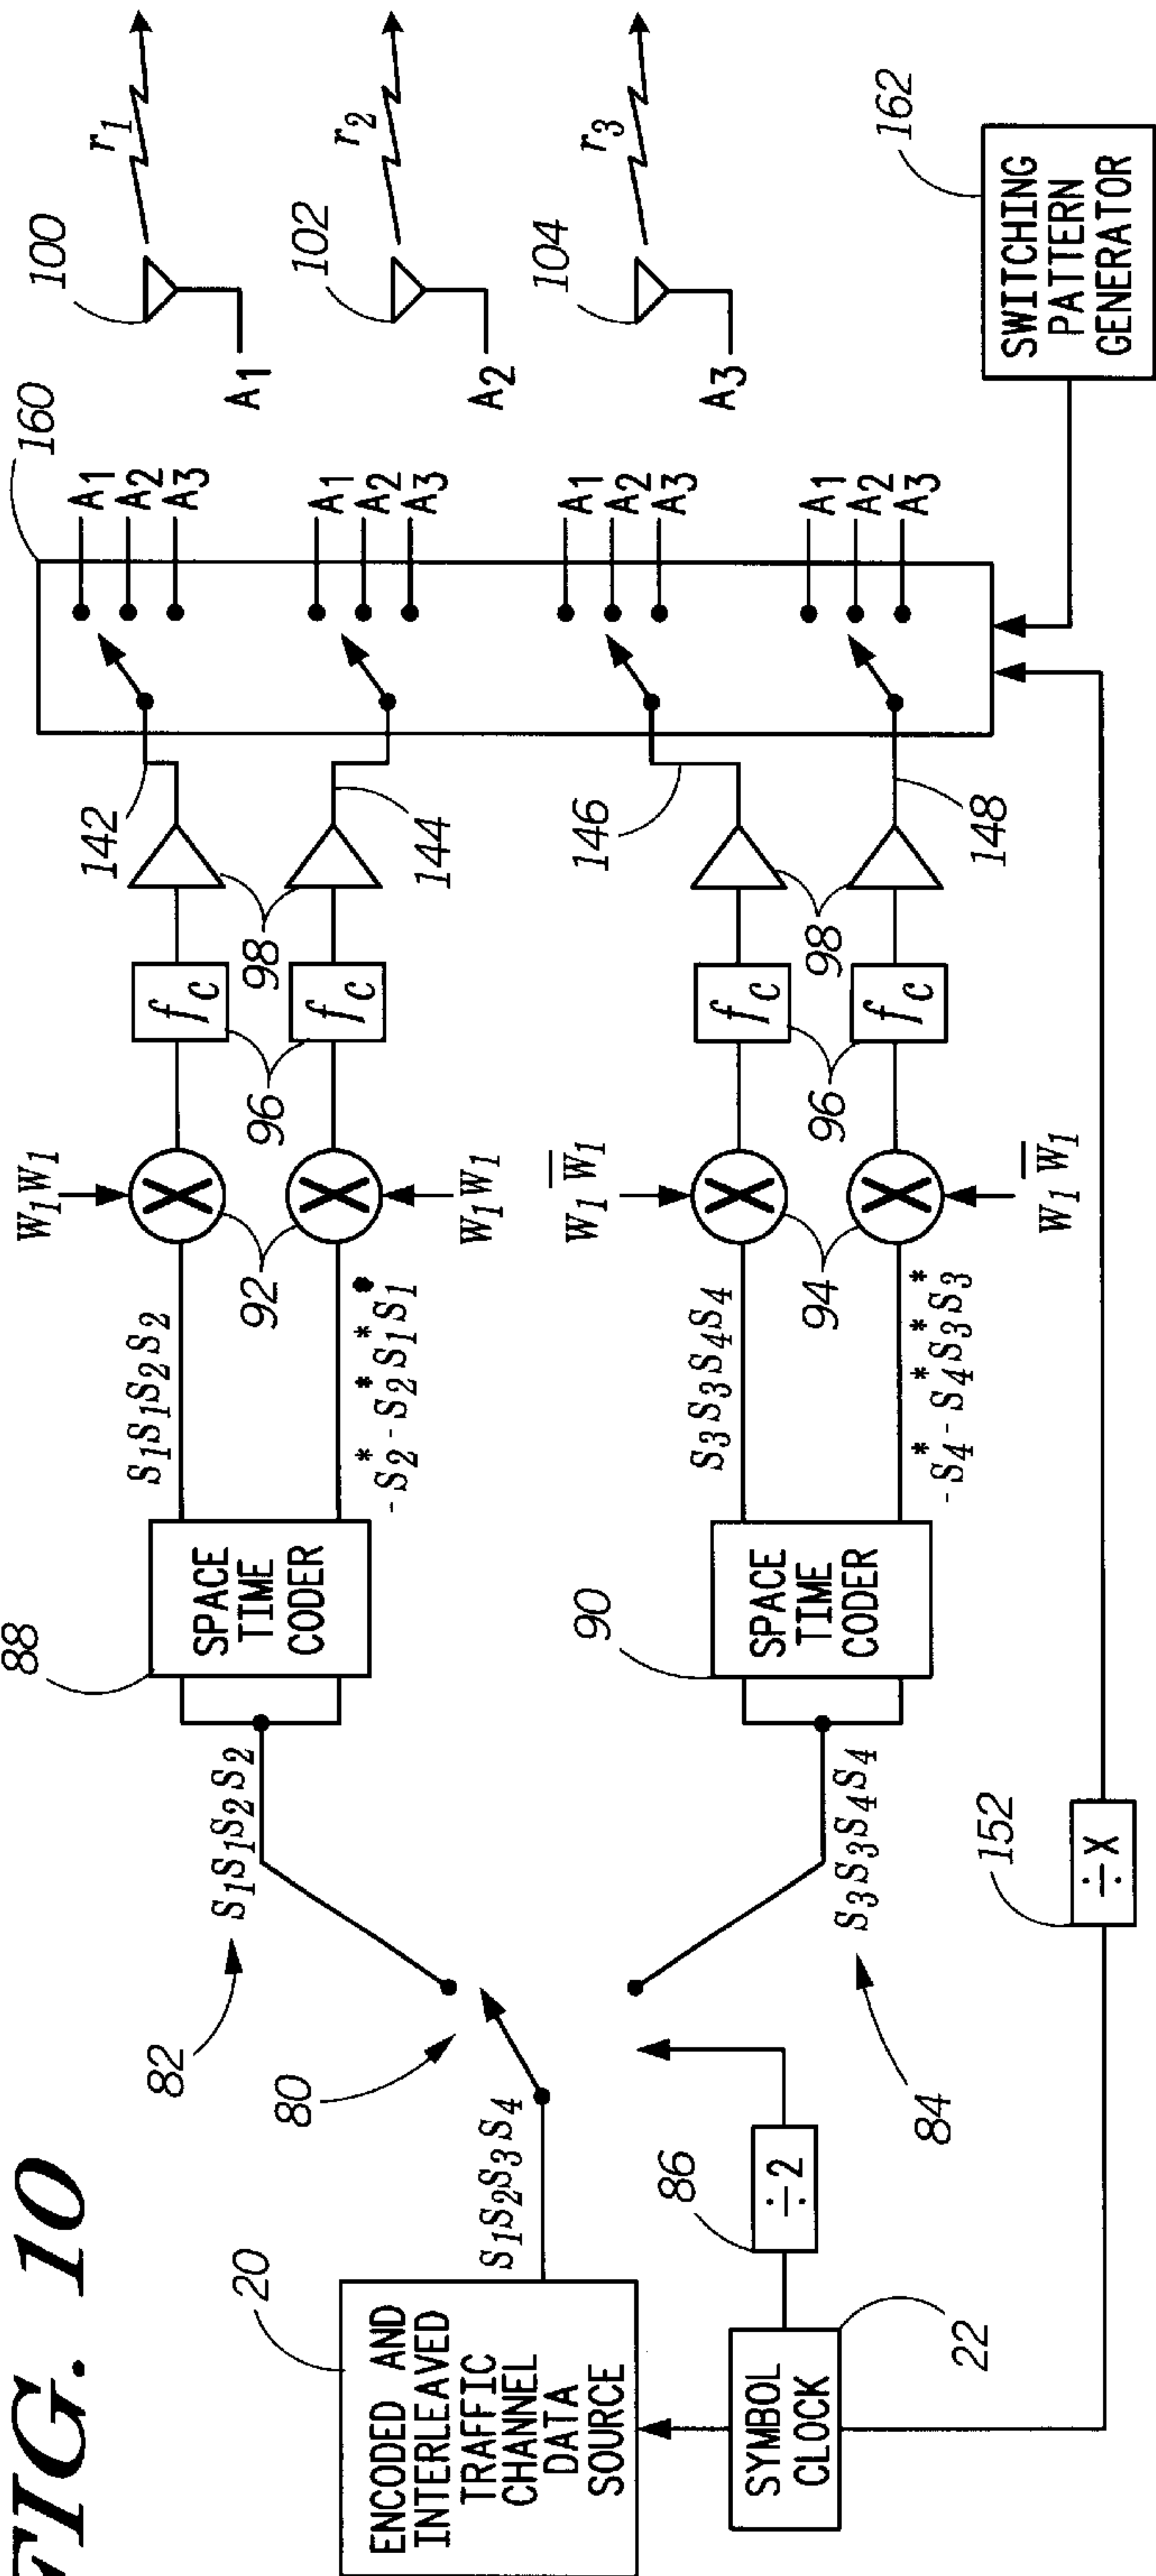 FIG. 10
20
ENCODED AND
INTERLEAVED
TRAFFIC
CHANNEL
DATA
SOURCE
S1S2S3S4
SYMBOL
CLOCK
22
86
÷2
80
82
S1S1S2S2
84
S3S3S4S4
152
÷X
88
SPACE
TIME
CODER
S1S1S2S2
-S2*-S2*S1*S1*
90
SPACE
TIME
CODER
S3S3S4S4
-S4*-S4*S3*S3*
W1W1
92
W1W1
W1W̅1
94
W1W̅1
fc
96
fc
fc
96
fc
98
98
142
144
146
148
160
A1
A2
A3
A1
A2
A3
A1
A2
A3
A1
A2
A3
100
A1
r1
102
A2
r2
104
A3
r3
162
SWITCHING
PATTERN
GENERATOR